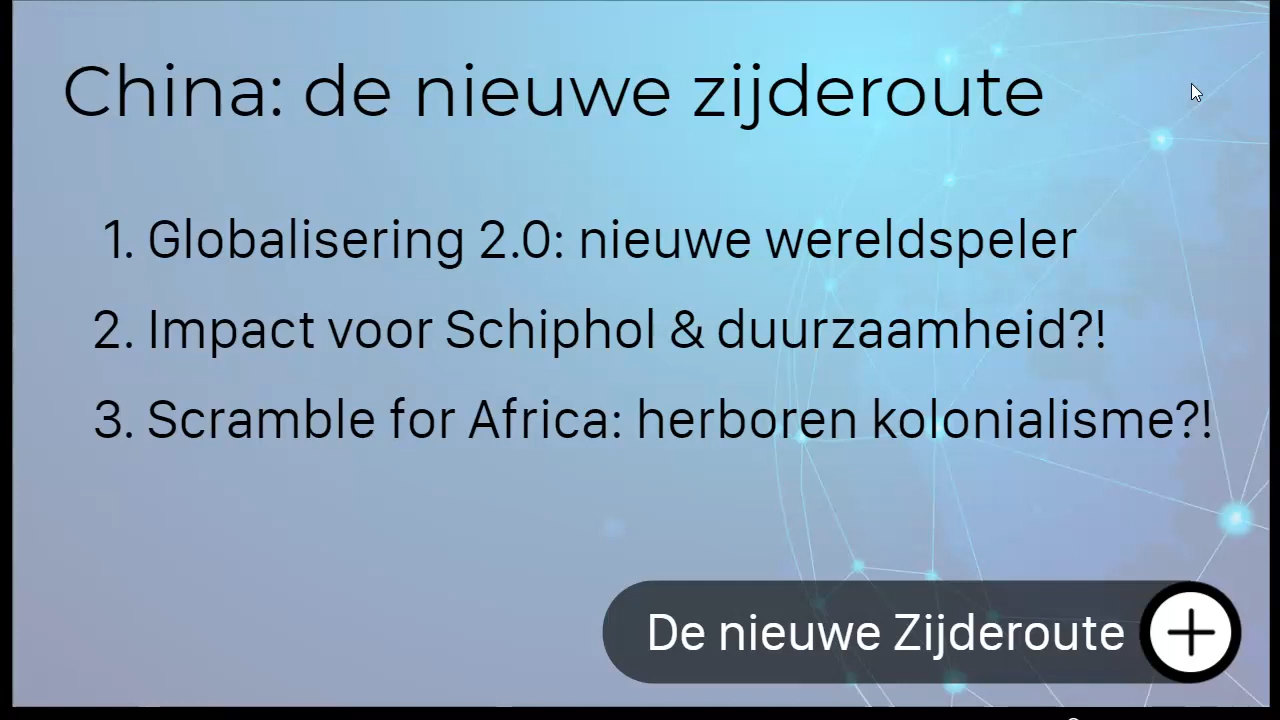 China: de nieuwe zijderoute
1. Globalisering 2.0: nieuwe wereldspeler
2. Impact voor Schiphol & duurzaamheid?!
3. Scramble for Africa: herboren kolonialisme?!
De nieuwe Zijderoute